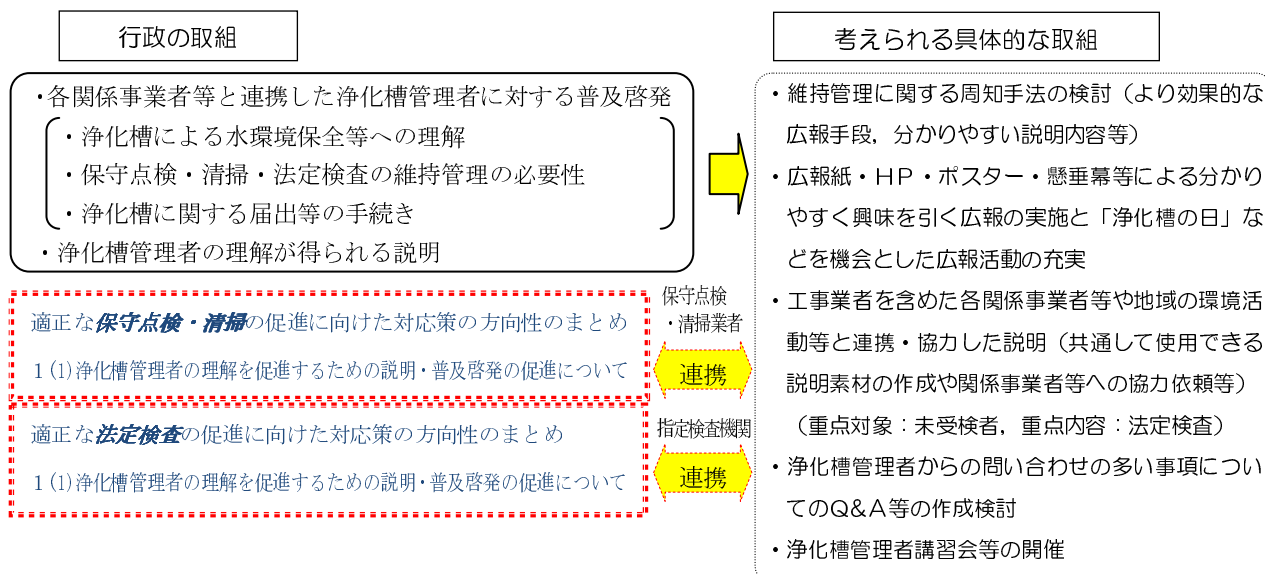 行政の取組
・各関係事業者等と連携した浄化槽管理者に対する普及啓発
・浄化槽による水環境保全等への理解
・保守点検・清掃・法定検査の維持管理の必要性
・浄化槽に関する届出等の手続き
・浄化槽管理者の理解が得られる説明
適正な保守点検・清掃の促進に向けた対応策の方向性のまとめ
1(1)浄化槽管理者の理解を促進するための説明・普及啓発の促進について
保守点検
・清掃業者
連携
適正な法定検査の促進に向けた対応策の方向性のまとめ
1(1)浄化槽管理者の理解を促進するための説明・普及啓発の促進について
指定検査機関
連携
考えられる具体的な取組
・維持管理に関する周知手法の検討（より効果的な
広報手段，分かりやすい説明内容等）
・広報紙・ＨＰ・ポスター・懸垂幕等による分かり
やすく興味を引く広報の実施と「浄化槽の日」な
どを機会とした広報活動の充実
・工事業者を含めた各関係事業者等や地域の環境活
動等と連携・協力した説明（共通して使用できる
説明素材の作成や関係事業者等への協力依頼等）
（重点対象：未受検者，重点内容：法定検査）
・浄化槽管理者からの問い合わせの多い事項につい
てのＱ＆Ａ等の作成検討
・浄化槽管理者講習会等の開催